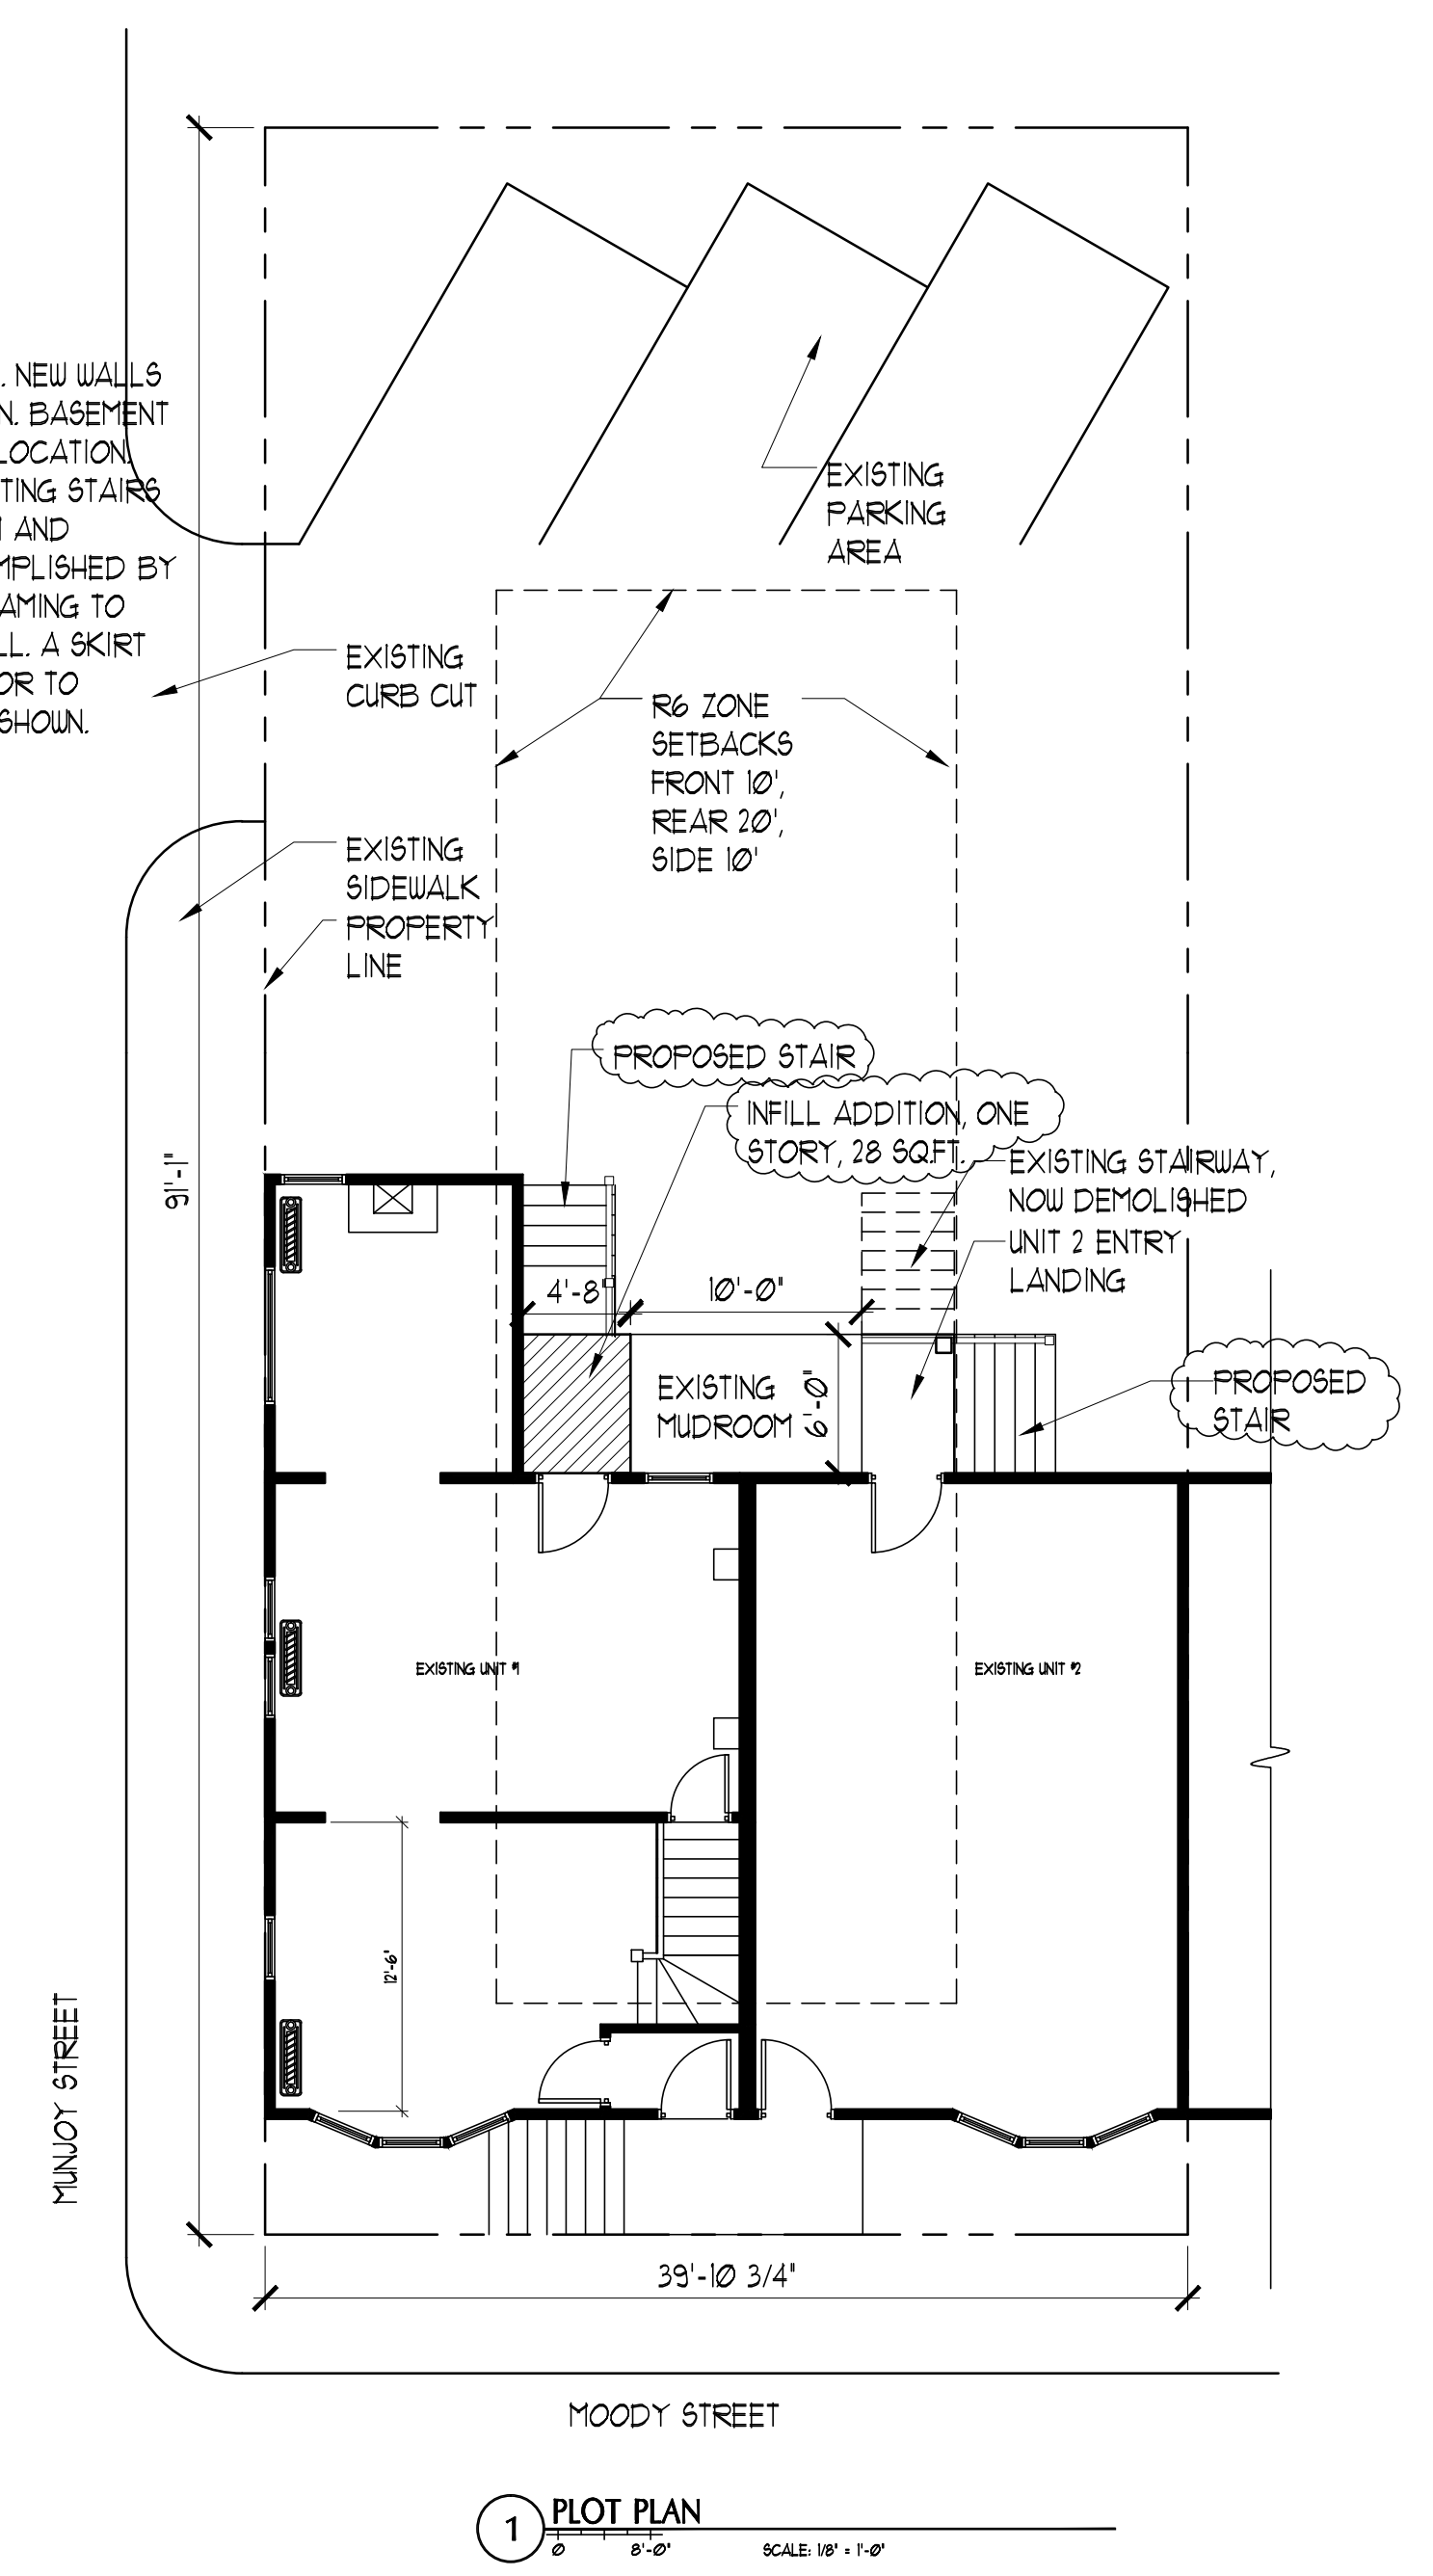 . NEW WALLS
N. BASEMENT
LOCATION.
TING STAIRS
AND
MPLISHED BY
AMING TO
LL. A SKIRT
OR TO
SHOWN.
EXISTING
PARKING
AREA
EXISTING
CURB CUT
R6 ZONE
SETBACKS
FRONT 10',
REAR 20',
SIDE 10'
EXISTING
SIDEWALK
PROPERTY
LINE
PROPOSED STAIR
INFILL ADDITION, ONE
STORY, 28 SQ.FT.
EXISTING STAIRWAY,
NOW DEMOLISHED
UNIT 2 ENTRY
LANDING
91'-1"
4'-8"
10'-0"
EXISTING
MUDROOM
6'-0"
PROPOSED
STAIR
EXISTING UNIT #1
EXISTING UNIT #2
12'-6"
MUNJOY STREET
39'-10 3/4"
MOODY STREET
1
PLOT PLAN
0 8'-0"
SCALE: 1/8" = 1'-0"